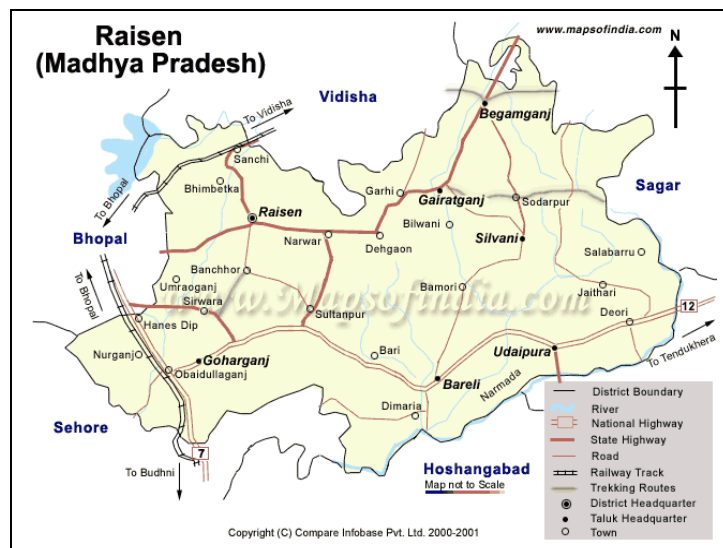 Raisen
(Madhya Pradesh)
www.mapsofindia.com
N
Vidisha
Begamganj
To Vidisha
Sanchi
To Bhopal
Bhimbetka
Garhi
Gairatganj
Sodarpur
Sagar
Raisen
Bilwani
Bhopal
Narwar
Dehgaon
Silvani
Salabarru
Banchhor
To Bhopal
Umraoganj
Bamori
Jaithari
www.Mapsofindia.com
Sirwara
Sultanpur
Hanes Dip
Deori
12
Nurganj
Goharganj
Bari
Udaipura
To Tendukhera
Obaidullaganj
Bareli
Narmada
Dimaria
Sehore
7
To Budhni
Hoshangabad
Map not to Scale
District Boundary
River
National Highway
State Highway
Road
Railway Track
Trekking Routes
District Headquarter
Taluk Headquarter
Town
Copyright (C) Compare Infobase Pvt. Ltd. 2000-2001